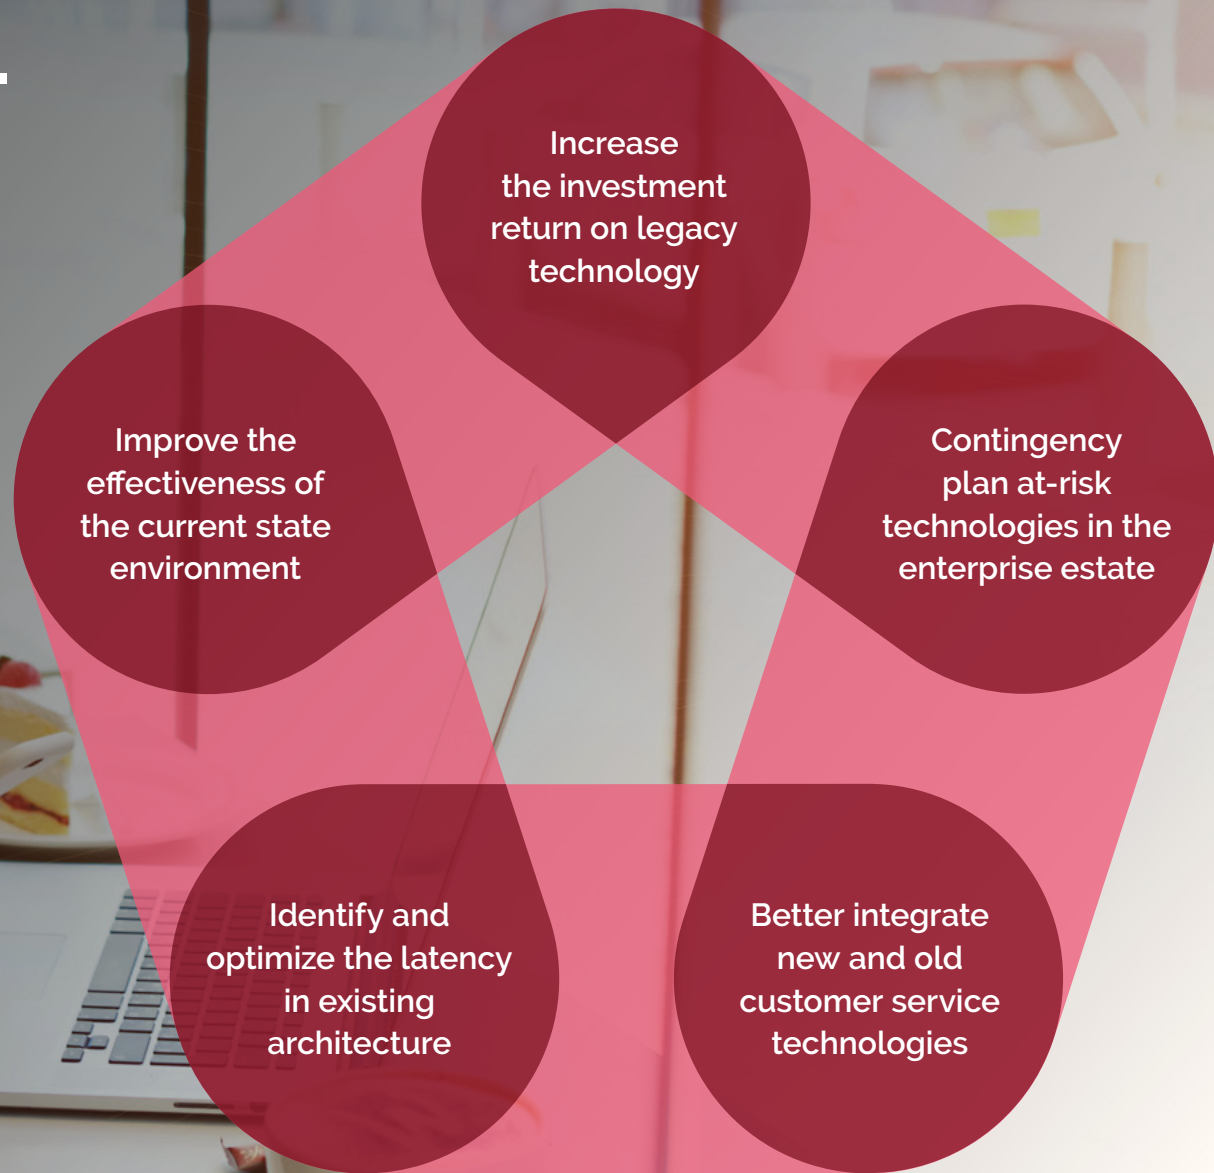 Increase
the investment
return on legacy
technology
Improve the
effectiveness of
the current state
environment
Contingency
plan at-risk
technologies in the
enterprise estate
Identify and
optimize the latency
in existing
architecture
Better integrate
new and old
customer service
technologies